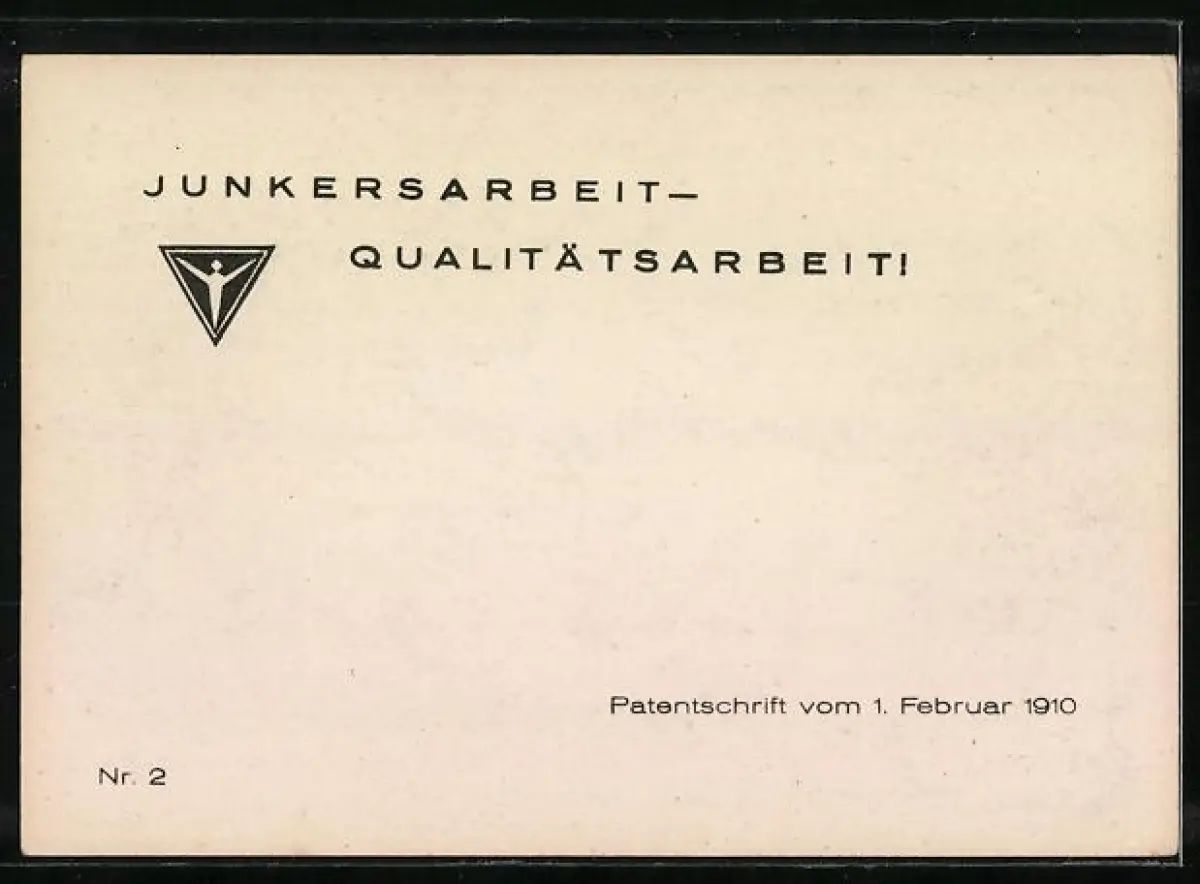 JUNKERSARBEIT—
QUALITÄTSARBEIT!
Patentschrift vom 1. Februar 1910
Nr. 2